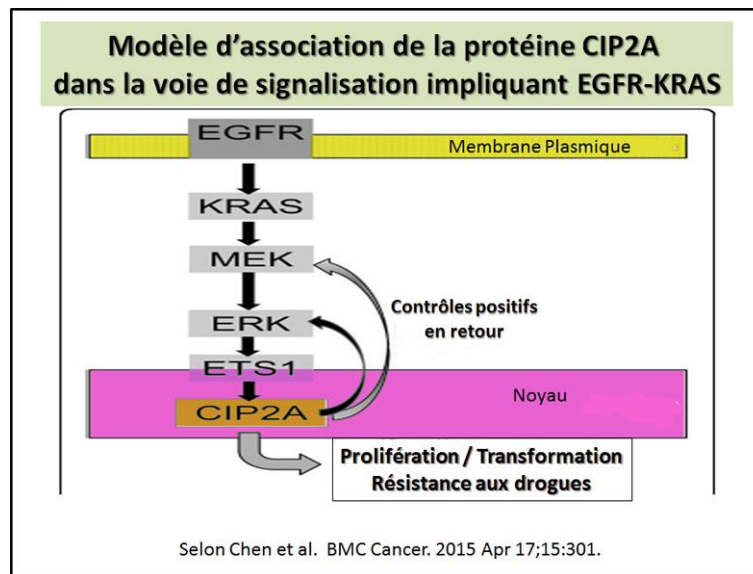 Modèle d'association de la protéine CIP2A
dans la voie de signalisation impliquant EGFR-KRAS
EGFR
Membrane Plasmique
KRAS
MEK
Contrôles positifs
en retour
ERK
ETS1
Noyau
CIP2A
Prolifération / Transformation
Résistance aux drogues
Selon Chen et al. BMC Cancer. 2015 Apr 17;15:301.